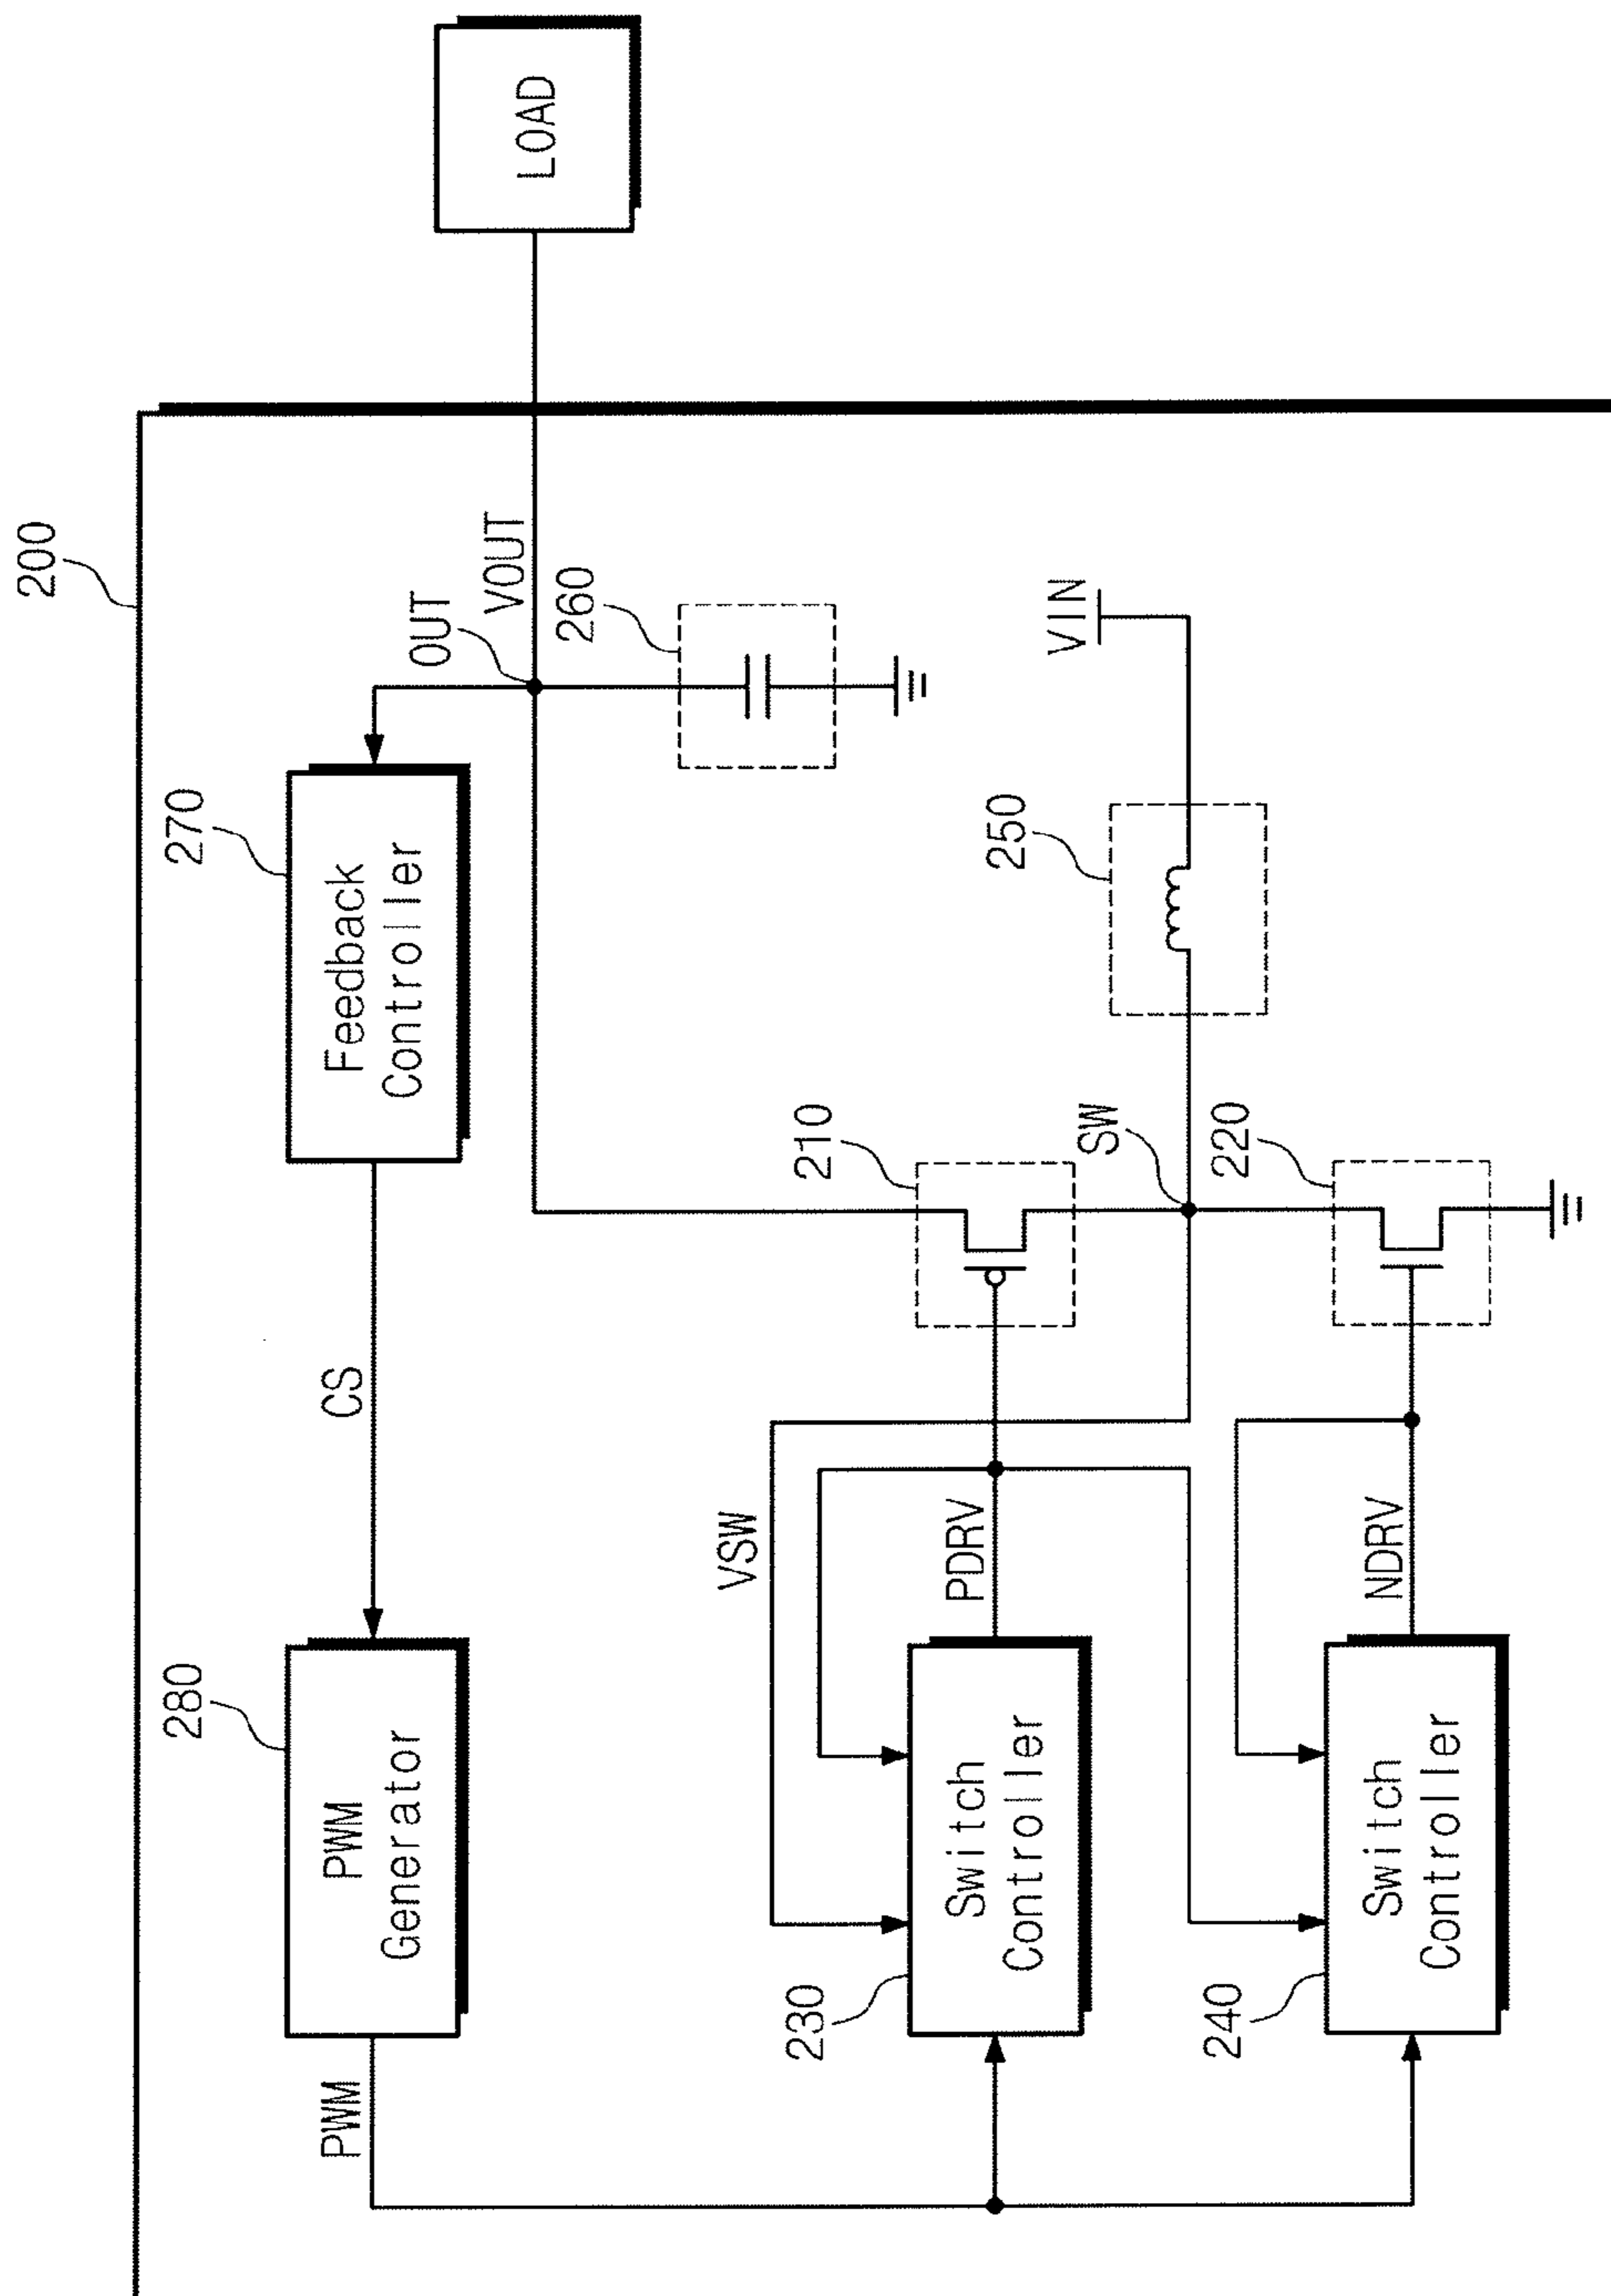 200
280
PWM
Generator
CS
270
Feedback
Controller
OUT
VOUT
LOAD
PWM
260
VSW
210
230
Switch
Controller
PDRV
250
VIN
SW
240
Switch
Controller
NDRV
220